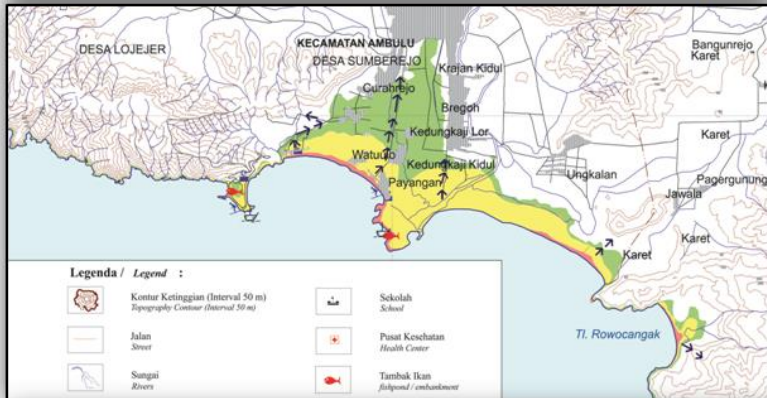 DESA LOJEJER
KECAMATAN AMBULU
DESA SUMBEREJO
Bangunrejo
Karet
Krajan Kidul
Curahrejo
Bregoh
Kedungkaji Lor
Karet
Watuulo
Kedungkaji Kidul
Payangan
Ungkalan
Pagergunung
Jawala
Karet
Karet
Tl. Rowocangak
Legenda / Legend :
Kontur Ketinggian (Interval 50 m)
Topography Contour (Interval 50 m)
Jalan
Street
Sungai
Rivers
Sekolah
School
Pusat Kesehatan
Health Center
Tambak Ikan
fishpond / embankment